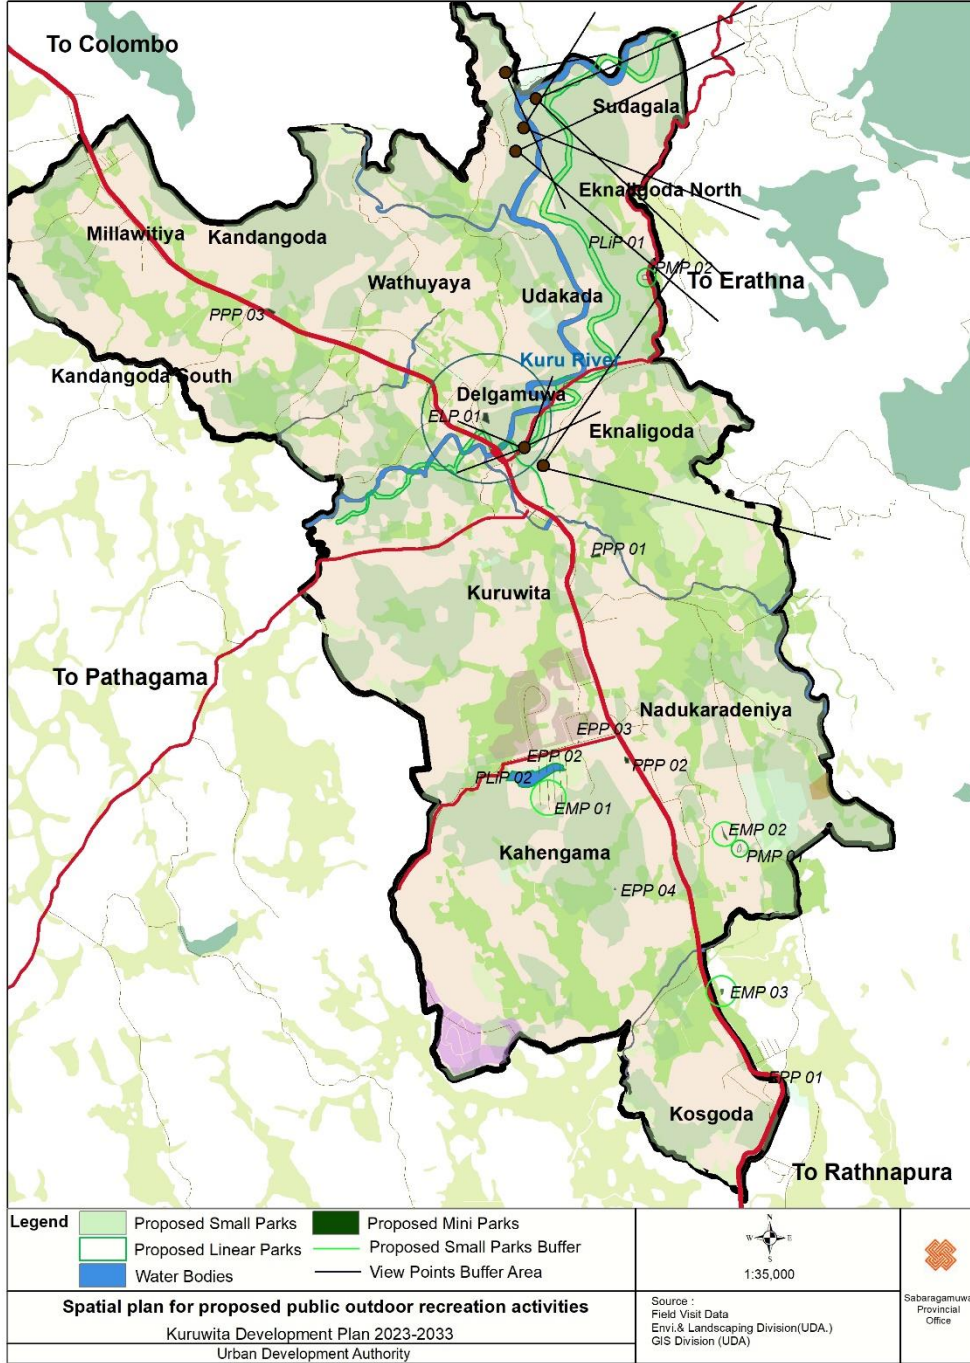 To Colombo
Sudagala
Eknaligoda North
Millawitiya
Kandangoda
PLiP 01
PMP 02
Wathuyaya
To Erathna
Udakada
PPP 03
Kuru River
Kandangoda South
Delgamuwa
ELP 01
Eknaligoda
PPP 01
Kuruwita
To Pathagama
Nadukaradeniya
EPP 03
EPP 02
PPP 02
PLiP 02
EMP 01
EMP 02
Kahengama
PMP 01
EPP 04
EMP 03
EPP 01
Kosgoda
To Rathnapura
Legend
Proposed Small Parks
Proposed Mini Parks
Proposed Linear Parks
Proposed Small Parks Buffer
Water Bodies
View Points Buffer Area
N
W E
S
1:35,000
Spatial plan for proposed public outdoor recreation activities
Kuruwita Development Plan 2023-2033
Urban Development Authority
Source :
Field Visit Data
Envi.& Landscaping Division(UDA.)
GIS Division (UDA)
Sabaragamuwa
Provincial
Office